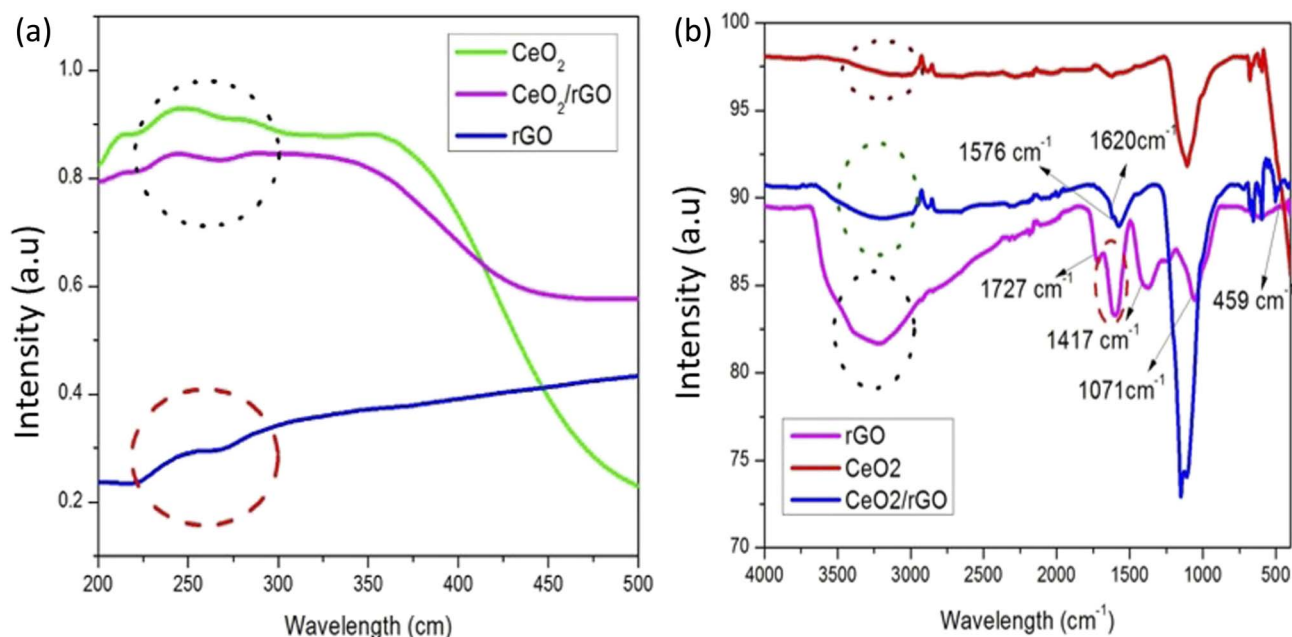 (a)
CeO2
CeO2/rGO
rGO
1.0
0.8
0.6
0.4
0.2
Intensity (a.u)
200 250 300 350 400 450 500
Wavelength (cm)
(b)
100
95
90
85
80
75
70
Intensity (a.u)
1620cm-1
1576 cm-1
1727 cm-1
1417 cm-1
1071cm-1
459 cm-1
rGO
CeO2
CeO2/rGO
4000 3500 3000 2500 2000 1500 1000 500
Wavelength (cm-1)